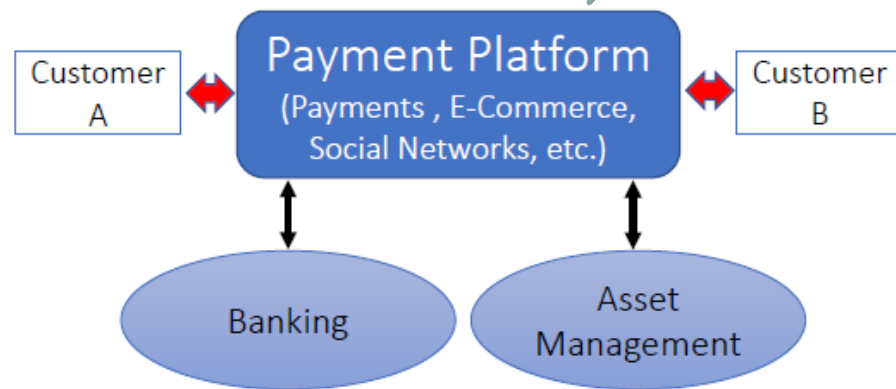 Payment Platform
(Payments , E-Commerce,
Social Networks, etc.)
Customer
A
Customer
B
Banking
Asset
Management